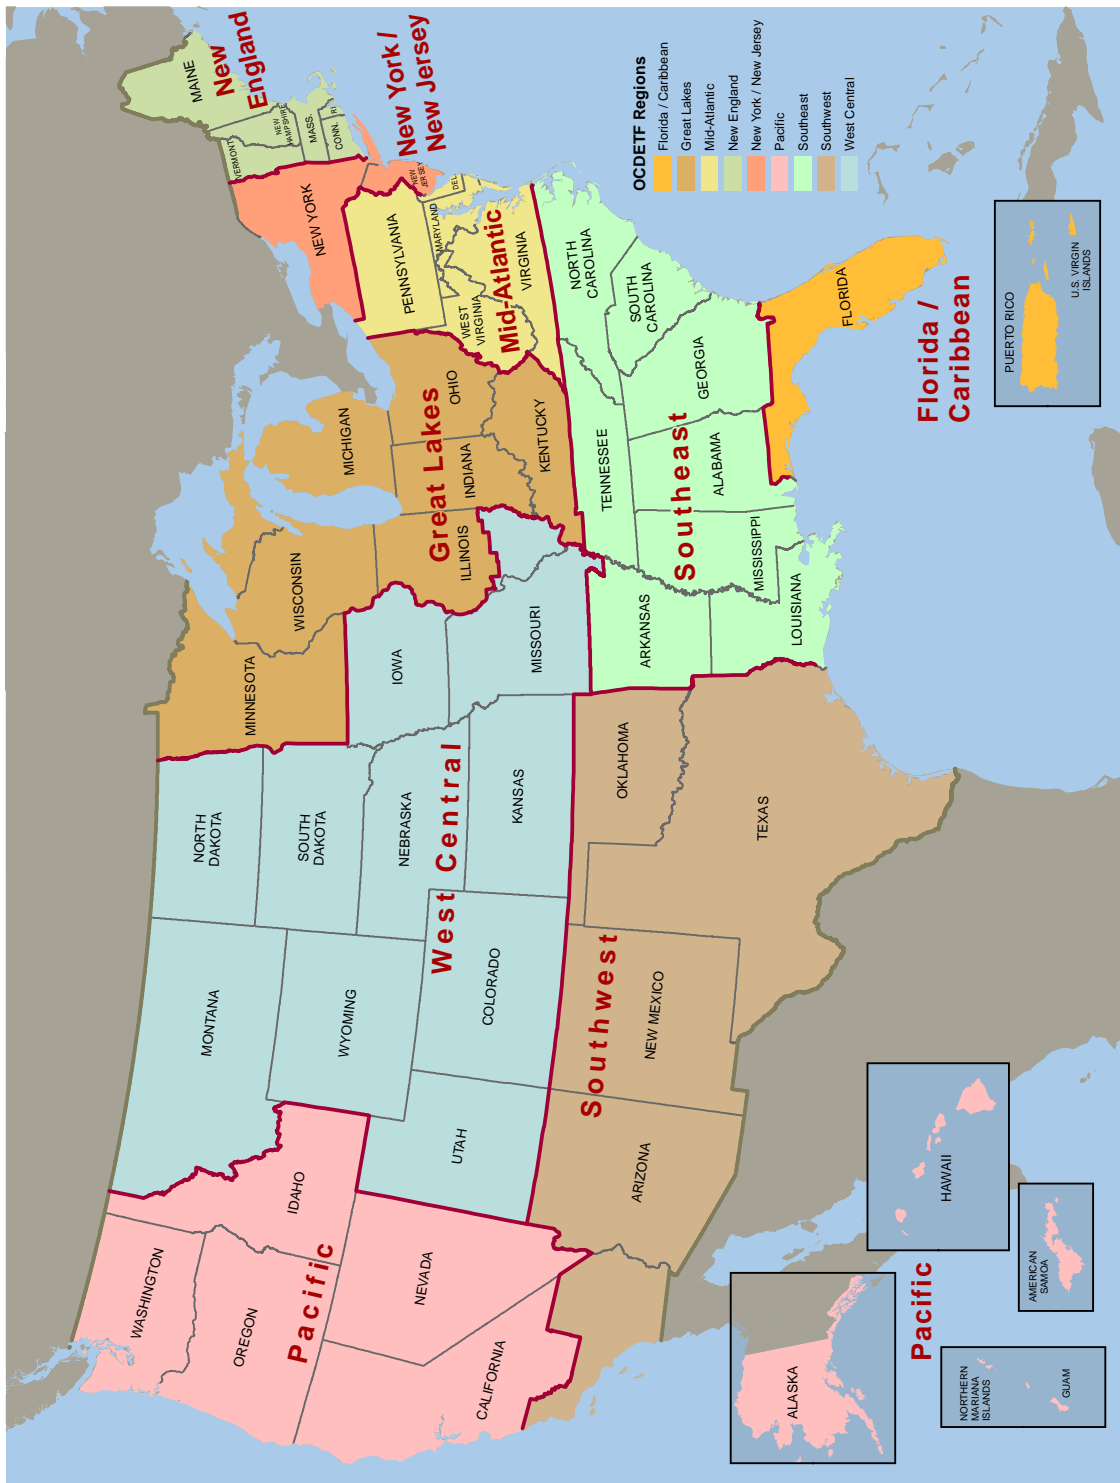 WASHINGTON
OREGON
IDAHO
NEVADA
CALIFORNIA
Pacific
MONTANA
WYOMING
UTAH
COLORADO
NORTH
DAKOTA
SOUTH
DAKOTA
NEBRASKA
KANSAS
IOWA
MISSOURI
West Central
ARIZONA
NEW MEXICO
OKLAHOMA
TEXAS
Southwest
MINNESOTA
WISCONSIN
MICHIGAN
ILLINOIS
INDIANA
OHIO
KENTUCKY
Great Lakes
ARKANSAS
LOUISIANA
MISSISSIPPI
ALABAMA
TENNESSEE
GEORGIA
NORTH
CAROLINA
SOUTH
CAROLINA
Southeast
PENNSYLVANIA
MARYLAND
DEL
WEST
VIRGINIA
VIRGINIA
Mid-Atlantic
NEW YORK
NEW
JERSEY
New York /
New Jersey
MAINE
VERMONT
NEW
HAMPSHIRE
MASS.
CONN.
RI
New
England
FLORIDA
Florida /
Caribbean
PUERTO RICO
U.S. VIRGIN
ISLANDS
ALASKA
HAWAII
AMERICAN
SAMOA
NORTHERN
MARIANA
ISLANDS
GUAM
Pacific
OCDETF Regions
Florida / Caribbean
Great Lakes
Mid-Atlantic
New England
New York / New Jersey
Pacific
Southeast
Southwest
West Central